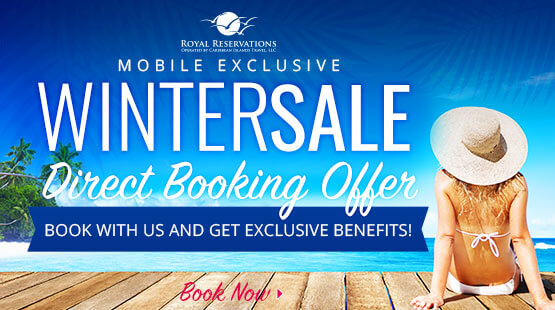 ROYAL RESERVATIONS
OPERATED BY CARIBBEAN ISLANDS TRAVEL, LLC
MOBILE EXCLUSIVE
WINTERSALE
Direct Booking Offer
BOOK WITH US AND GET EXCLUSIVE BENEFITS!
Book Now